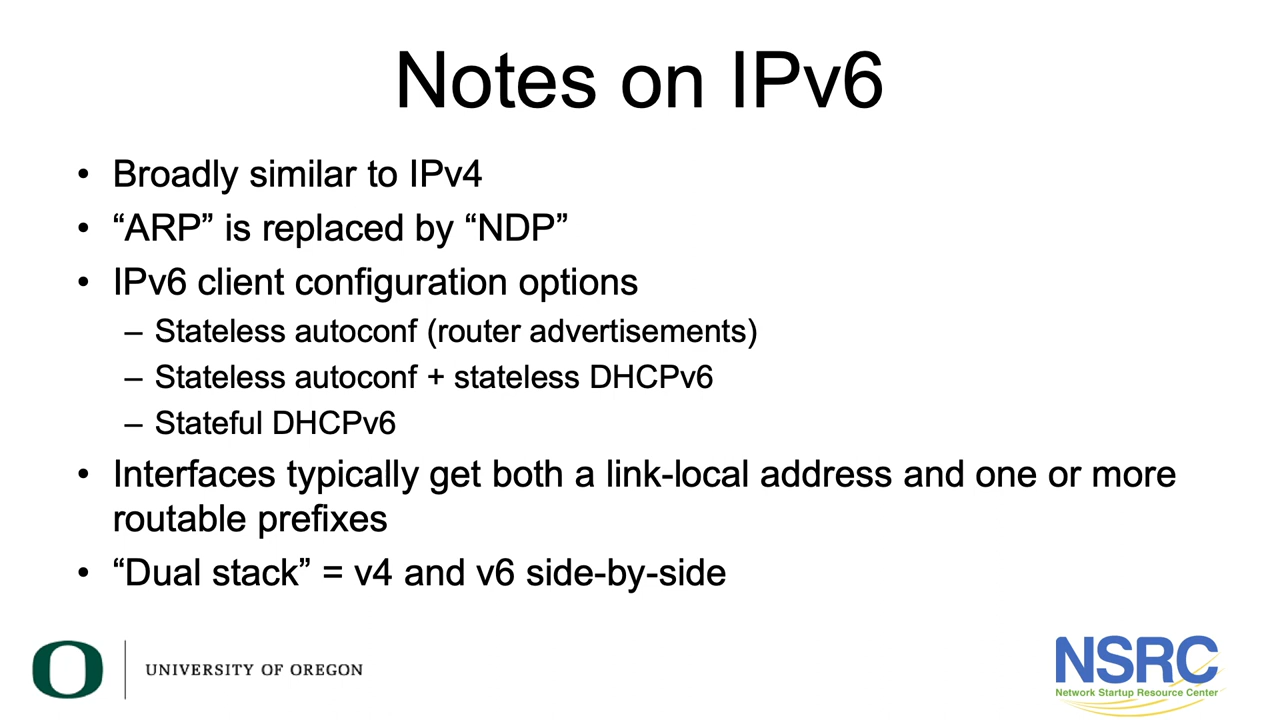 Notes on IPv6
• Broadly similar to IPv4
• “ARP” is replaced by “NDP”
• IPv6 client configuration options
– Stateless autoconf (router advertisements)
– Stateless autoconf + stateless DHCPv6
– Stateful DHCPv6
• Interfaces typically get both a link-local address and one or more
routable prefixes
• “Dual stack” = v4 and v6 side-by-side
O
UNIVERSITY OF OREGON
NSRC
Network Startup Resource Center